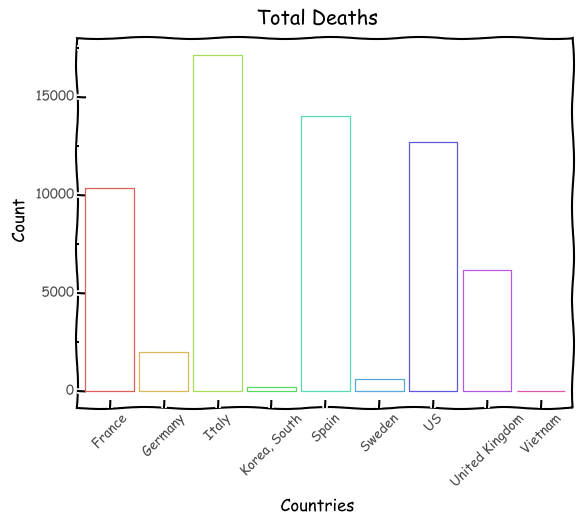 Total Deaths
Count
15000
10000
5000
0
France
Germany
Italy
Korea, South
Spain
Sweden
US
United Kingdom
Vietnam
Countries